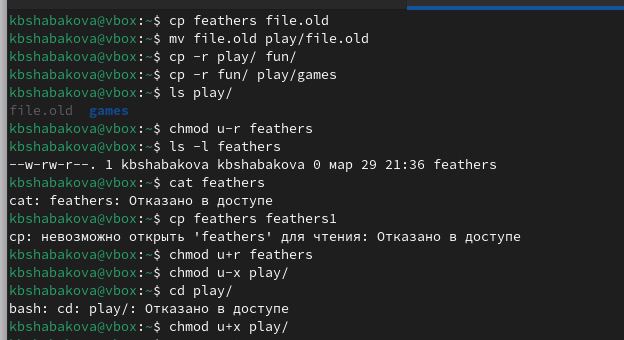 kbshabakova@vbox:~$ cp feathers file.old
kbshabakova@vbox:~$ mv file.old play/file.old
kbshabakova@vbox:~$ cp -r play/ fun/
kbshabakova@vbox:~$ cp -r fun/ play/games
kbshabakova@vbox:~$ ls play/
file.old  games
kbshabakova@vbox:~$ chmod u-r feathers
kbshabakova@vbox:~$ ls -l feathers
--w-rw-r--. 1 kbshabakova kbshabakova 0 мар 29 21:36 feathers
kbshabakova@vbox:~$ cat feathers
cat: feathers: Отказано в доступе
kbshabakova@vbox:~$ cp feathers feathers1
cp: невозможно открыть 'feathers' для чтения: Отказано в доступе
kbshabakova@vbox:~$ chmod u+r feathers
kbshabakova@vbox:~$ chmod u-x play/
kbshabakova@vbox:~$ cd play/
bash: cd: play/: Отказано в доступе
kbshabakova@vbox:~$ chmod u+x play/